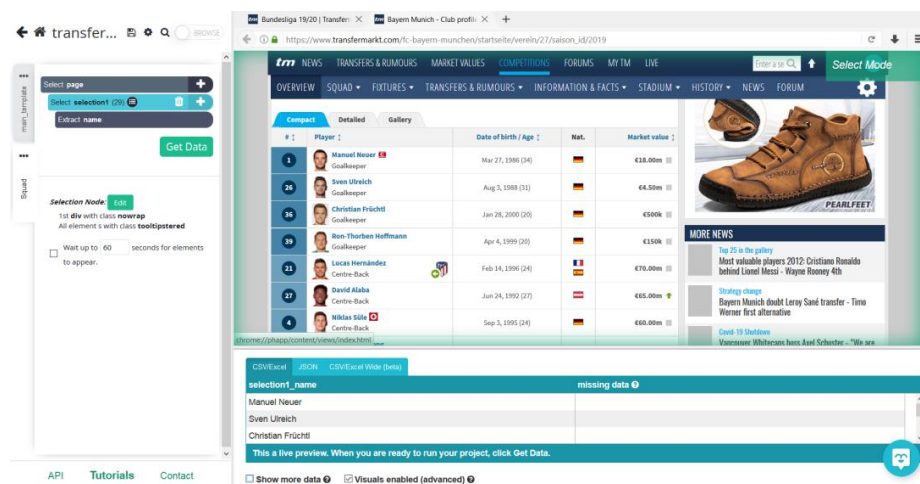 transfer...
BROWSE
main_template
Squad
Select page
Select selection1 (29)
Extract name
Get Data
Selection Node: Edit
1st div with class nowrap
All element s with class tooltipstered
Wait up to 60 seconds for elements
to appear.
API Tutorials Contact
Bundesliga 19/20 | Transfer
Bayern Munich - Club profil
https://www.transfermarkt.com/fc-bayern-munchen/startseite/verein/27/saison_id/2019
tm NEWS TRANSFERS & RUMOURS MARKET VALUES COMPETITIONS FORUMS MY TM LIVE
Select Mode
OVERVIEW SQUAD FIXTURES TRANSFERS & RUMOURS INFORMATION & FACTS STADIUM HISTORY NEWS FORUM
Compact Detailed Gallery
# Player Date of birth / Age Nat. Market value
1 Manuel Neuer Mar 27, 1986 (34) €18.00m
Goalkeeper
26 Sven Ulreich Aug 3, 1988 (31) €4.50m
Goalkeeper
36 Christian Früchtl Jan 28, 2000 (20) €500k
Goalkeeper
39 Ron-Thorben Hoffmann Apr 4, 1999 (20) €150k
Goalkeeper
21 Lucas Hernández Feb 14, 1996 (24) €70.00m
Centre-Back
27 David Alaba Jun 24, 1992 (27) €65.00m
Centre-Back
4 Niklas Süle Sep 3, 1995 (24) €60.00m
Centre-Back
chrome://phapp/content/views/index.html
PEARLFEET
MORE NEWS
Top 25 in the gallery
Most valuable players 2012: Cristiano Ronaldo
behind Lionel Messi - Wayne Rooney 4th
Strategy change
Bayern Munich doubt Leroy Sané transfer - Timo
Werner first alternative
Covid-19 Shutdown
Vancouver Whitecaps boss Axel Schuster - "We are
CSV/Excel JSON CSV/Excel Wide (beta)
selection1_name missing data
Manuel Neuer
Sven Ulreich
Christian Früchtl
This a live preview. When you are ready to run your project, click Get Data.
Show more data Visuals enabled (advanced)